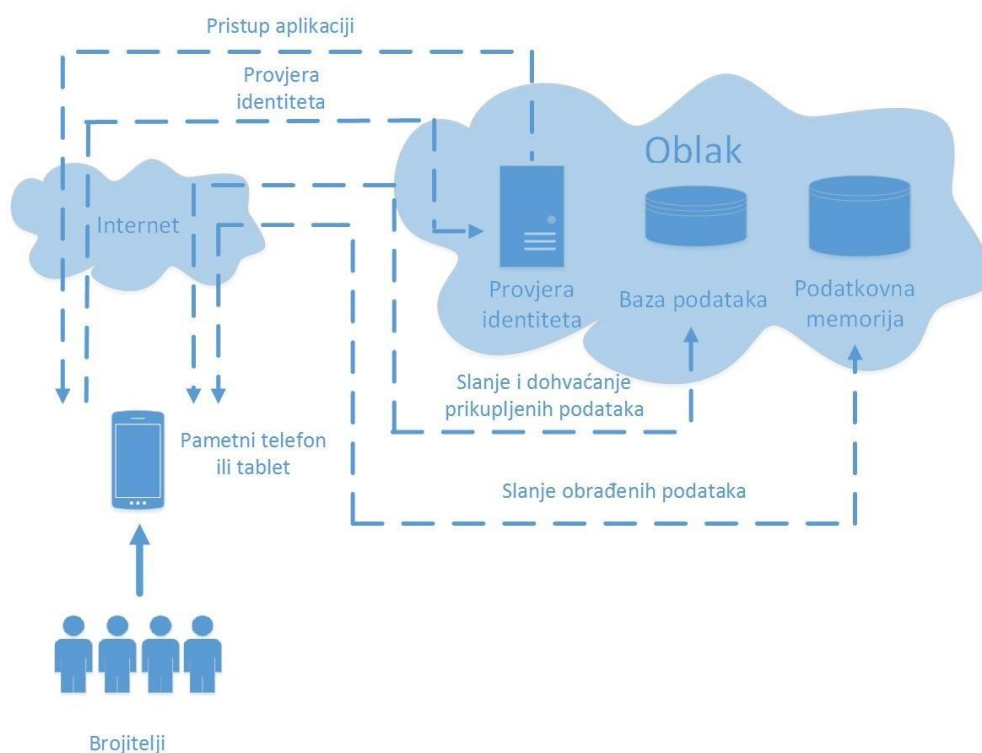 Pristup aplikaciji
Provjera
identiteta
Oblak
Internet
Provjera
identiteta
Baza podataka
Podatkovna
memorija
Slanje i dohvaćanje
prikupljenih podataka
Pametni telefon
ili tablet
Slanje obrađenih podataka
Brojitelji